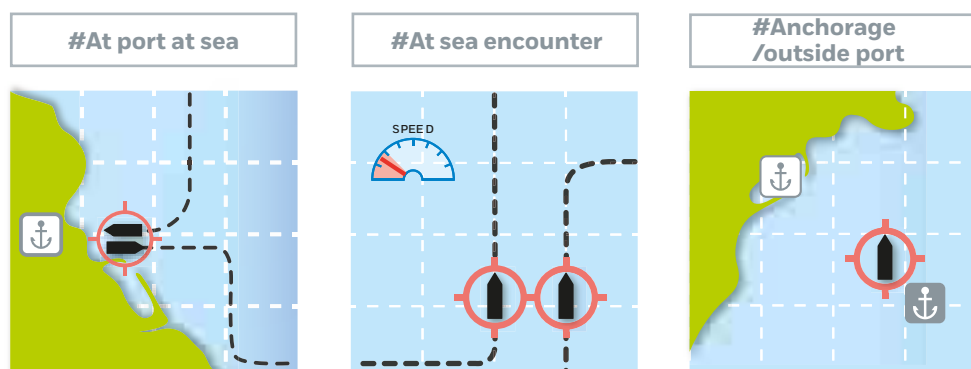 #At port at sea
#At sea encounter
#Anchorage
/outside port
SPEED